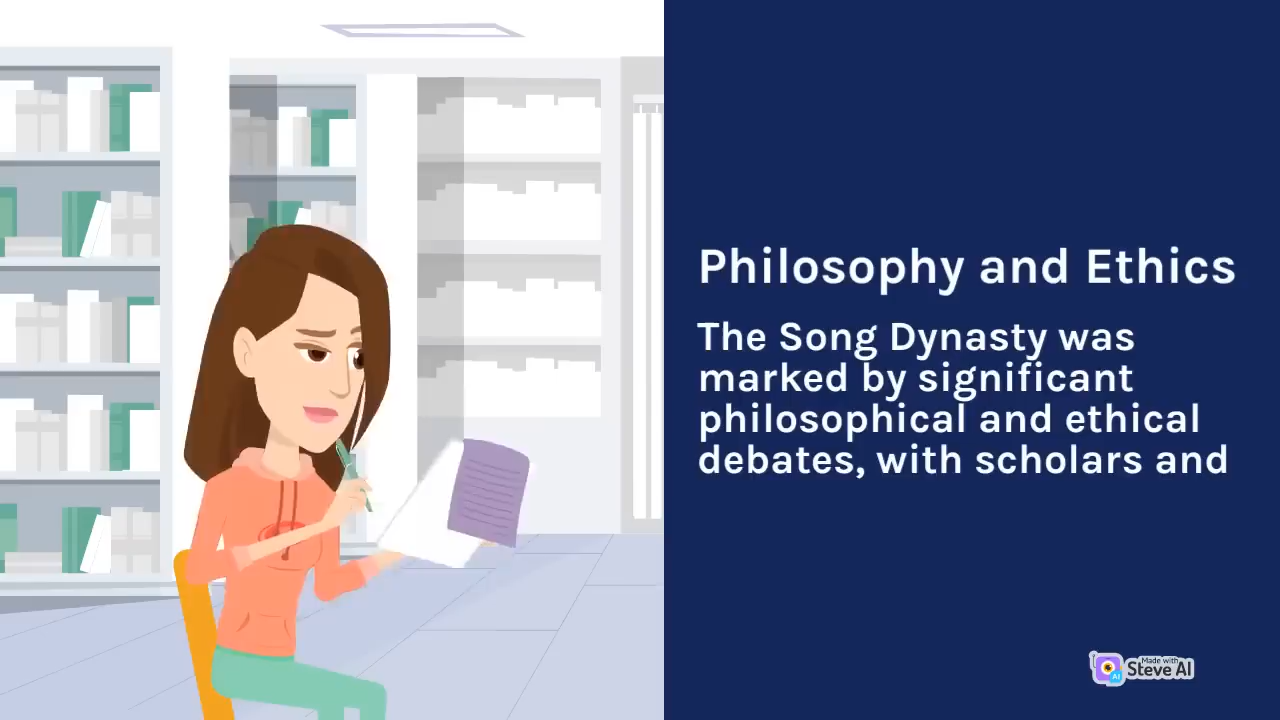 Philosophy and Ethics
The Song Dynasty was
marked by significant
philosophical and ethical
debates, with scholars and
Made with
Steve AI
AI